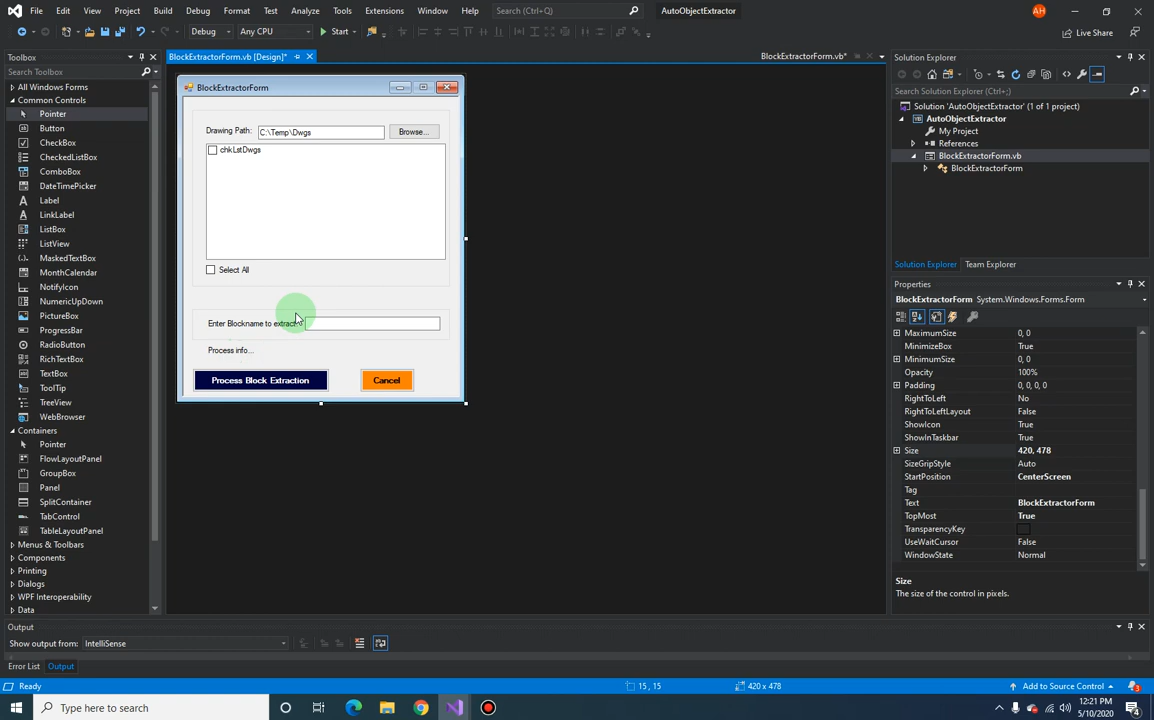 File Edit View Project Build Debug Format Test Analyze Tools Extensions Window Help Search (Ctrl+Q) AutoObjectExtractor AH
Debug Any CPU Start Live Share
Toolbox
Search Toolbox
All Windows Forms
Common Controls
Pointer
Button
CheckBox
CheckedListBox
ComboBox
DateTimePicker
Label
LinkLabel
ListBox
ListView
MaskedTextBox
MonthCalendar
NotifyIcon
NumericUpDown
PictureBox
ProgressBar
RadioButton
RichTextBox
TextBox
ToolTip
TreeView
WebBrowser
Containers
Pointer
FlowLayoutPanel
GroupBox
Panel
SplitContainer
TabControl
TableLayoutPanel
Menus & Toolbars
Components
Printing
Dialogs
WPF Interoperability
Data
BlockExtractorForm.vb [Design]*
BlockExtractorForm.vb*
BlockExtractorForm
Drawing Path: C:\Temp\Dwgs Browse...
chkLstDwgs
Select All
Enter Blockname to extract:
Process info...
Process Block Extraction Cancel
Solution Explorer
Search Solution Explorer (Ctrl+;)
Solution 'AutoObjectExtractor' (1 of 1 project)
AutoObjectExtractor
My Project
References
BlockExtractorForm.vb
BlockExtractorForm
Solution Explorer Team Explorer
Properties
BlockExtractorForm System.Windows.Forms.Form
MaximumSize 0, 0
MinimizeBox True
MinimumSize 0, 0
Opacity 100%
Padding 0, 0, 0, 0
RightToLeft No
RightToLeftLayout False
ShowIcon True
ShowInTaskbar True
Size 420, 478
SizeGripStyle Auto
StartPosition CenterScreen
Tag
Text BlockExtractorForm
TopMost True
TransparencyKey
UseWaitCursor False
WindowState Normal
Size
The size of the control in pixels.
Output
Show output from: IntelliSense
Error List Output
Ready 15 , 15 420 x 478 Add to Source Control
Type here to search
12:21 PM
5/10/2020